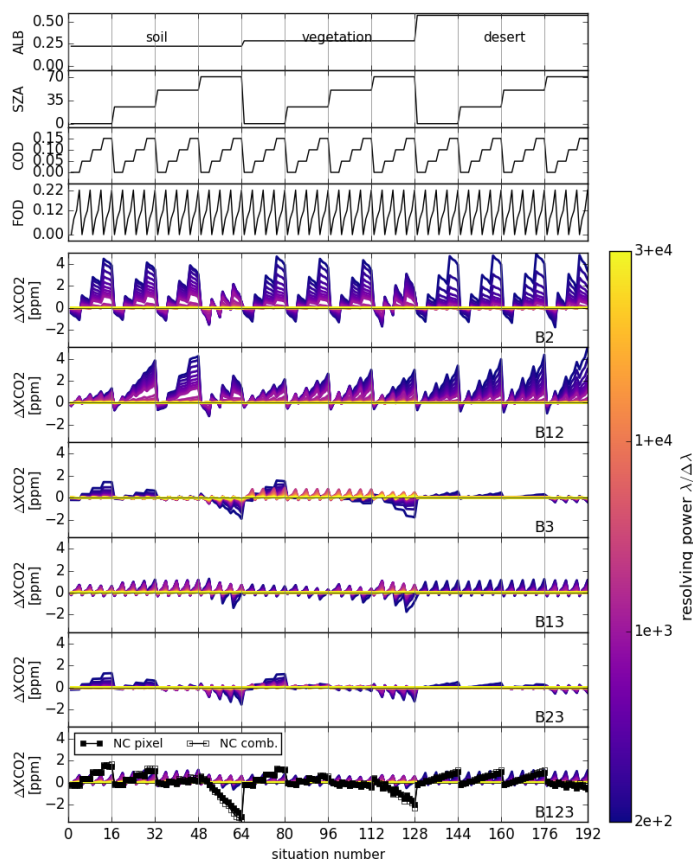 ALB
0.50
0.25
0.00
soil
vegetation
desert
SZA
70
35
0
COD
0.15
0.10
0.05
0.00
FOD
0.22
0.12
0.00
ΔXCO2
[ppm]
4
2
0
−2
B2
ΔXCO2
[ppm]
4
2
0
−2
B12
ΔXCO2
[ppm]
4
2
0
−2
B3
ΔXCO2
[ppm]
4
2
0
−2
B13
ΔXCO2
[ppm]
4
2
0
−2
B23
ΔXCO2
[ppm]
4
2
0
−2
NC pixel NC comb.
B123
0 16 32 48 64 80 96 112 128 144 160 176 192
situation number
3+e4
1e+4
1e+3
2e+2
resolving power λ/Δλ